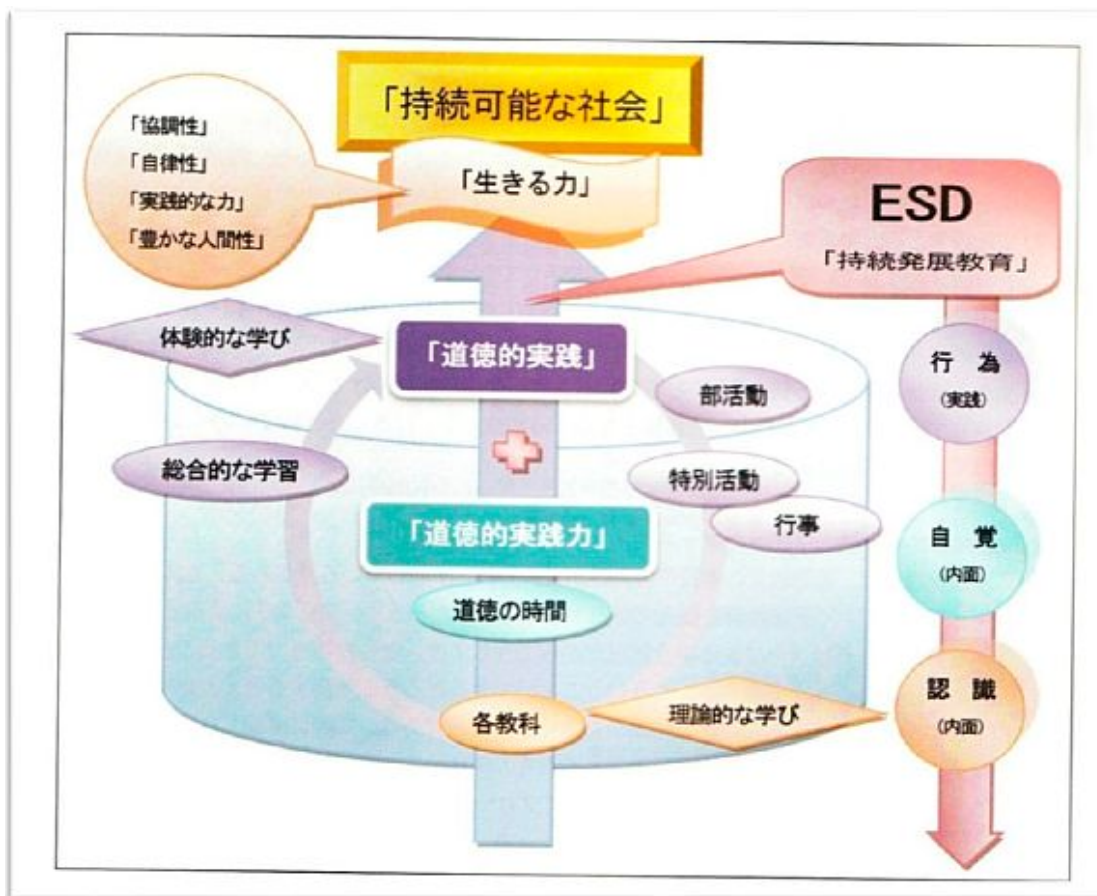 「持続可能な社会」
「協調性」
「自律性」
「実践的な力」
「豊かな人間性」
「生きる力」
ESD
「持続発展教育」
体験的な学び
「道徳的実践」
行為
(実践)
部活動
総合的な学習
特別活動
行事
「道徳的実践力」
自覚
(内面)
道徳の時間
認識
(内面)
各教科
理論的な学び